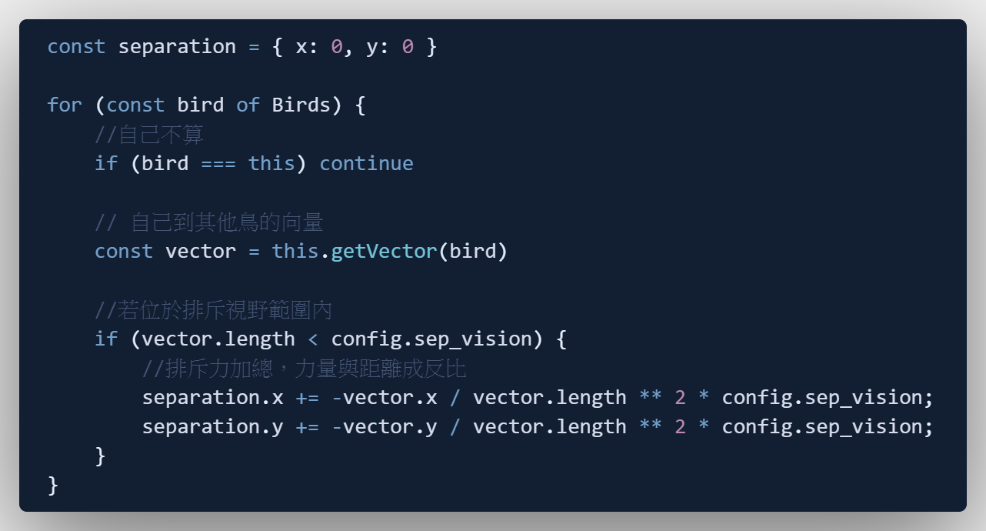 const separation = { x: 0, y: 0 }
for (const bird of Birds) {
//自己不算
if (bird === this) continue
// 自己到其他鳥的向量
const vector = this.getVector(bird)
//若位於排斥視野範圍內
if (vector.length < config.sep_vision) {
//排斥力加總，力量與距離成反比
separation.x += -vector.x / vector.length ** 2 * config.sep_vision;
separation.y += -vector.y / vector.length ** 2 * config.sep_vision;
}
}